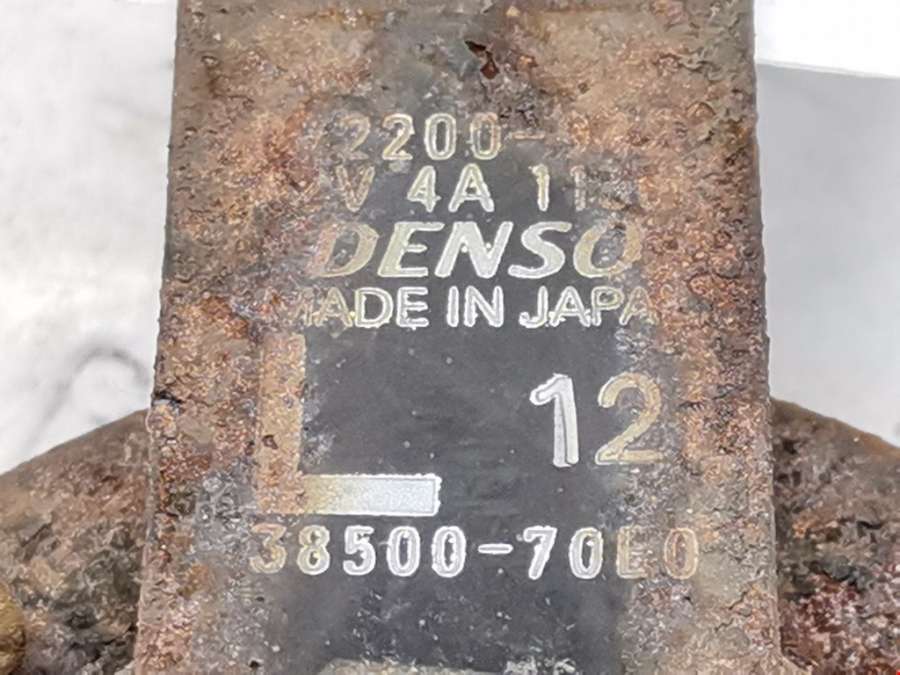 2200-
V 4A 11
DENSO
MADE IN JAPA
L 12
38500-70E0